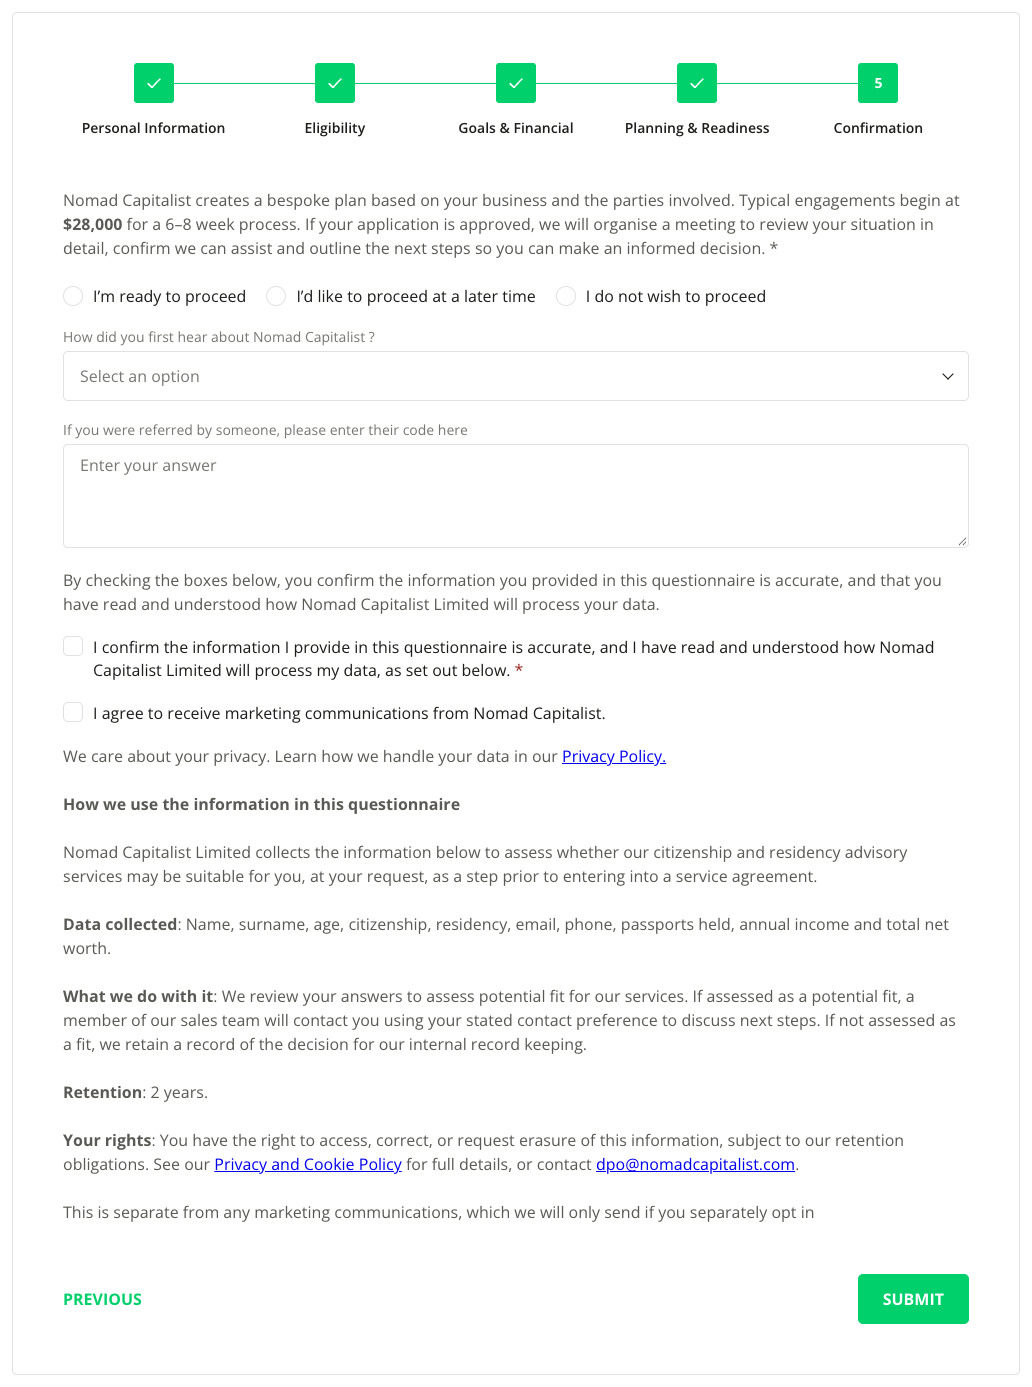 5
Personal Information
Eligibility
Goals & Financial
Planning & Readiness
Confirmation
Nomad Capitalist creates a bespoke plan based on your business and the parties involved. Typical engagements begin at
$28,000 for a 6–8 week process. If your application is approved, we will organise a meeting to review your situation in
detail, confirm we can assist and outline the next steps so you can make an informed decision. *
I’m ready to proceed
I’d like to proceed at a later time
I do not wish to proceed
How did you first hear about Nomad Capitalist ?
Select an option
If you were referred by someone, please enter their code here
Enter your answer
By checking the boxes below, you confirm the information you provided in this questionnaire is accurate, and that you
have read and understood how Nomad Capitalist Limited will process your data.
I confirm the information I provide in this questionnaire is accurate, and I have read and understood how Nomad
Capitalist Limited will process my data, as set out below. *
I agree to receive marketing communications from Nomad Capitalist.
We care about your privacy. Learn how we handle your data in our Privacy Policy.
How we use the information in this questionnaire
Nomad Capitalist Limited collects the information below to assess whether our citizenship and residency advisory
services may be suitable for you, at your request, as a step prior to entering into a service agreement.
Data collected: Name, surname, age, citizenship, residency, email, phone, passports held, annual income and total net
worth.
What we do with it: We review your answers to assess potential fit for our services. If assessed as a potential fit, a
member of our sales team will contact you using your stated contact preference to discuss next steps. If not assessed as
a fit, we retain a record of the decision for our internal record keeping.
Retention: 2 years.
Your rights: You have the right to access, correct, or request erasure of this information, subject to our retention
obligations. See our Privacy and Cookie Policy for full details, or contact dpo@nomadcapitalist.com.
This is separate from any marketing communications, which we will only send if you separately opt in
PREVIOUS
SUBMIT